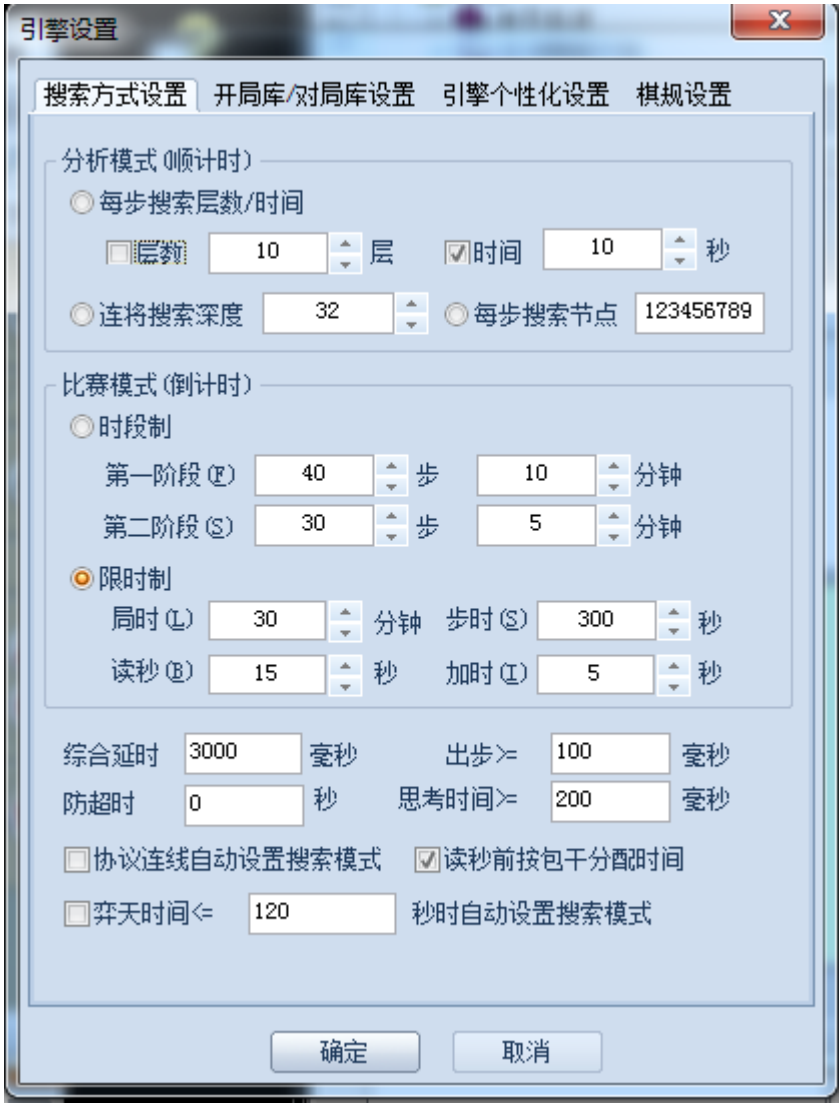 引擎设置
搜索方式设置 开局库/对局库设置 引擎个性化设置 棋规设置
分析模式(顺计时)
每步搜索层数/时间
层数 10 层 时间 10 秒
连将搜索深度 32 每步搜索节点 123456789
比赛模式(倒计时)
时段制
第一阶段(F) 40 步 10 分钟
第二阶段(S) 30 步 5 分钟
限时制
局时(L) 30 分钟 步时(S) 300 秒
读秒(B) 15 秒 加时(I) 5 秒
综合延时 3000 毫秒 出步>= 100 毫秒
防超时 0 秒 思考时间>= 200 毫秒
协议连线自动设置搜索模式 读秒前按包干分配时间
弈天时间<= 120 秒时自动设置搜索模式
确定 取消